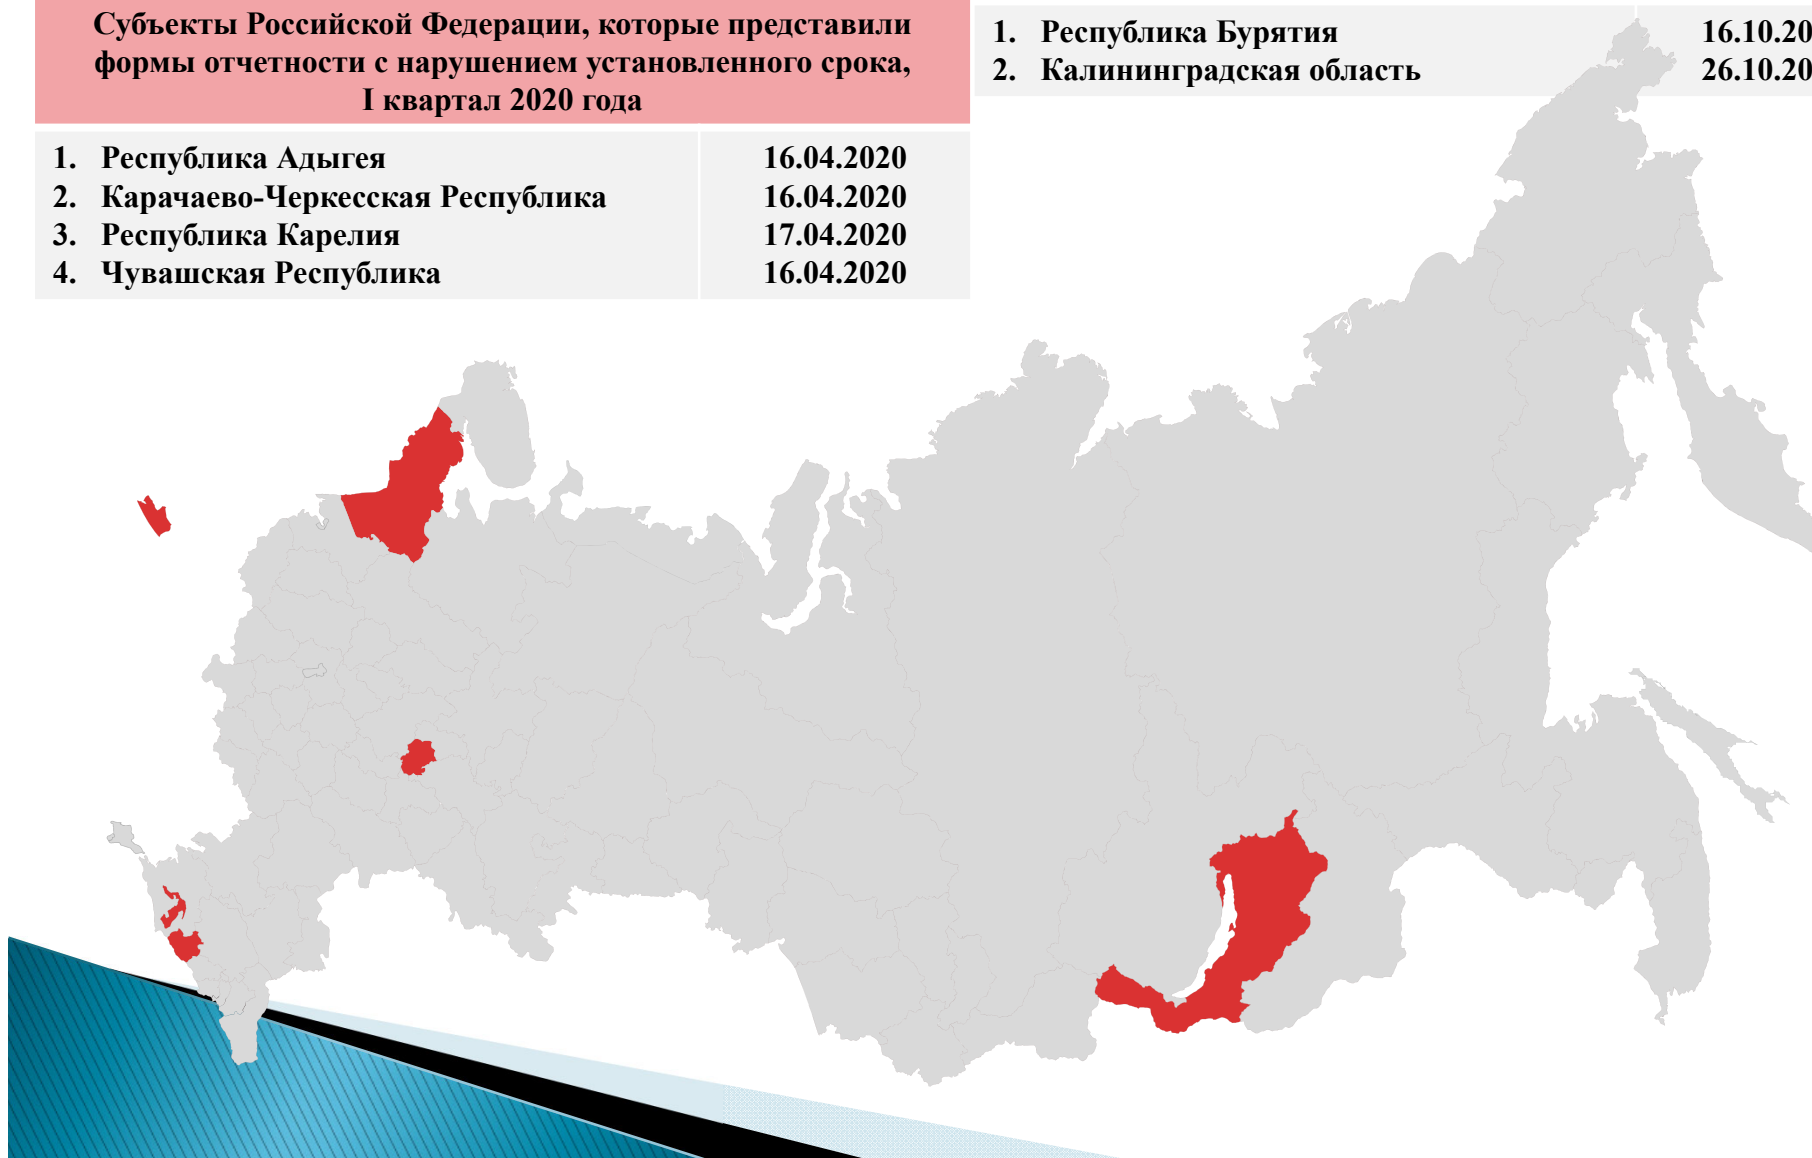 Субъекты Российской Федерации, которые представили
формы отчетности с нарушением установленного срока,
I квартал 2020 года
1. Республика Адыгея 16.04.2020
2. Карачаево-Черкесская Республика 16.04.2020
3. Республика Карелия 17.04.2020
4. Чувашская Республика 16.04.2020
1. Республика Бурятия 16.10.20
2. Калининградская область 26.10.20